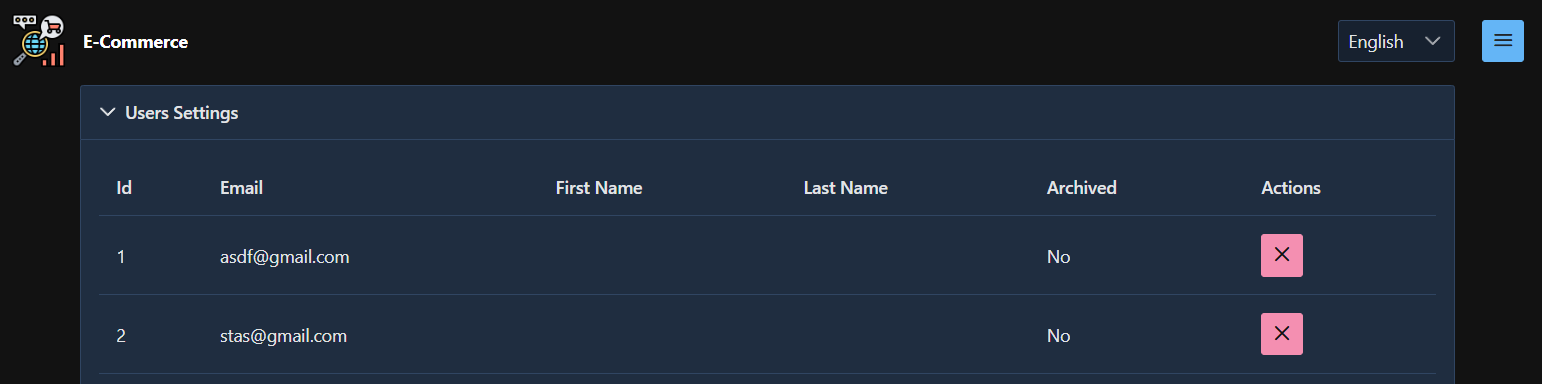 E-Commerce
English
Users Settings
Id Email First Name Last Name Archived Actions
1 asdf@gmail.com No
2 stas@gmail.com No